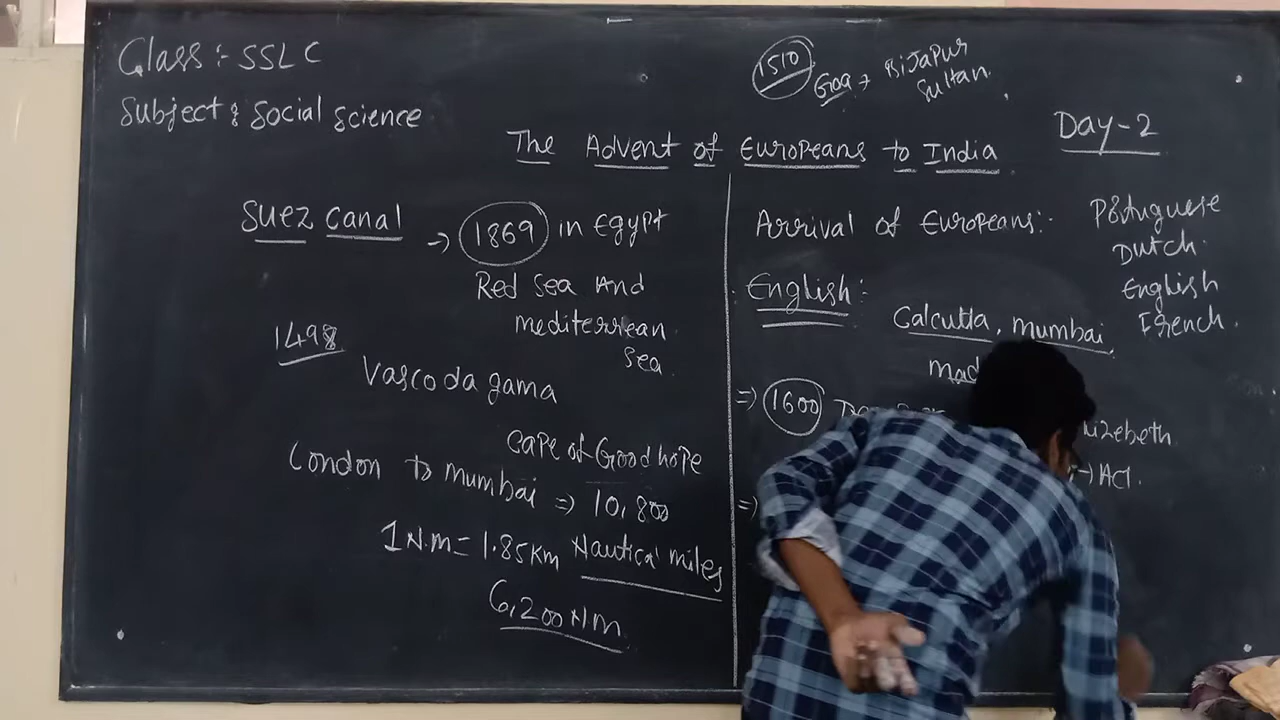 Class:- SSLC
Subject: Social science
1510
Goa → Bijapur
Sultan.
Day-2
The Advent of Europeans to India
Suez Canal → 1869 in Egypt
Red Sea And
mediterrean
Sea.
1498
Vasco da gama
Cape of Good hope
London to Mumbai ⇒ 10,800
1 N.m = 1.85km Nautical miles
6,200 N.m
Arrival of Europeans:-
Portuguese
Dutch.
English
French.
English:-
Calcutta, mumbai
mad
⇒ 1600
lizebeth
→ Act.
⇒